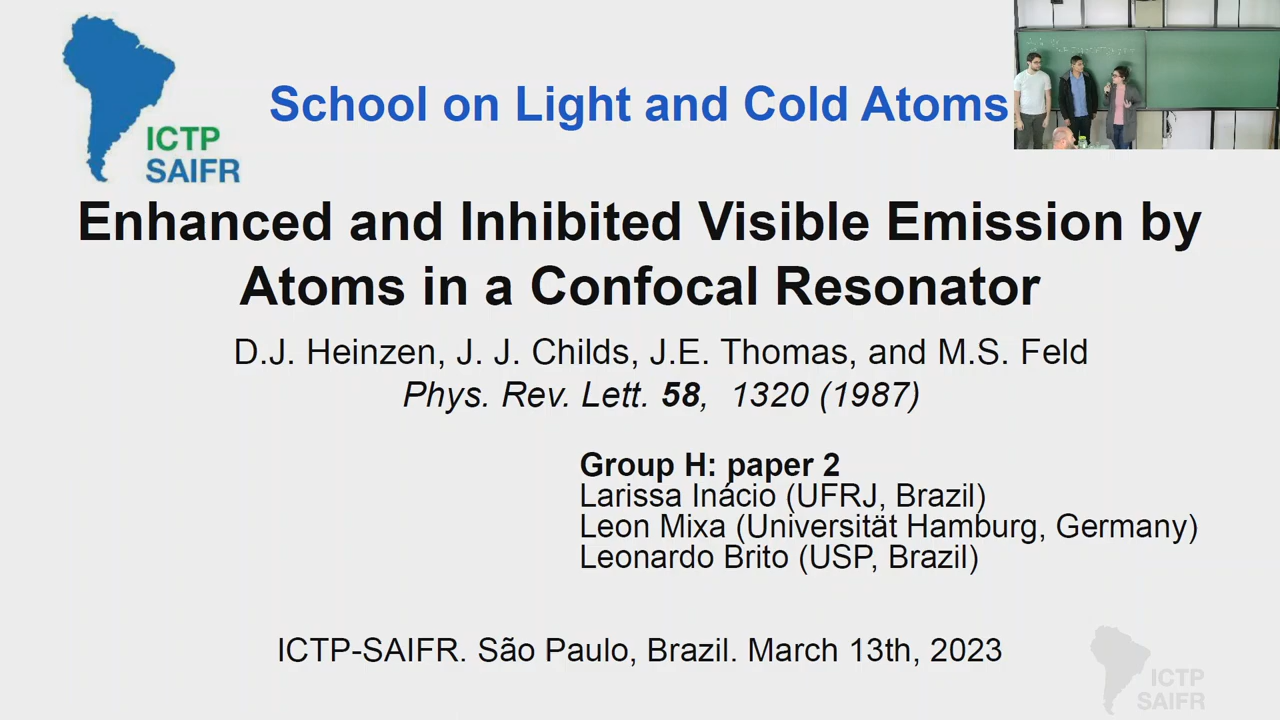 ICTP
SAIFR
School on Light and Cold Atoms
Enhanced and Inhibited Visible Emission by
Atoms in a Confocal Resonator
D.J. Heinzen, J. J. Childs, J.E. Thomas, and M.S. Feld
Phys. Rev. Lett. 58, 1320 (1987)
Group H: paper 2
Larissa Inácio (UFRJ, Brazil)
Leon Mixa (Universität Hamburg, Germany)
Leonardo Brito (USP, Brazil)
ICTP-SAIFR. São Paulo, Brazil. March 13th, 2023
ICTP
SAIFR